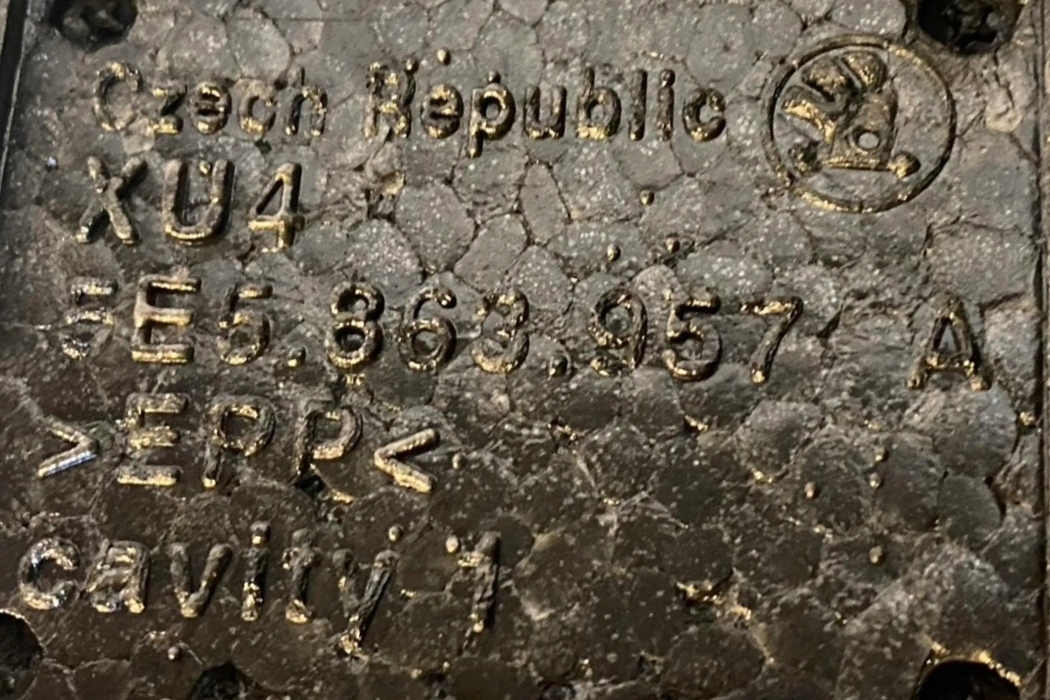 Czech Republic
XU4
5E5.863.957 A
>EPP<
cavity 1